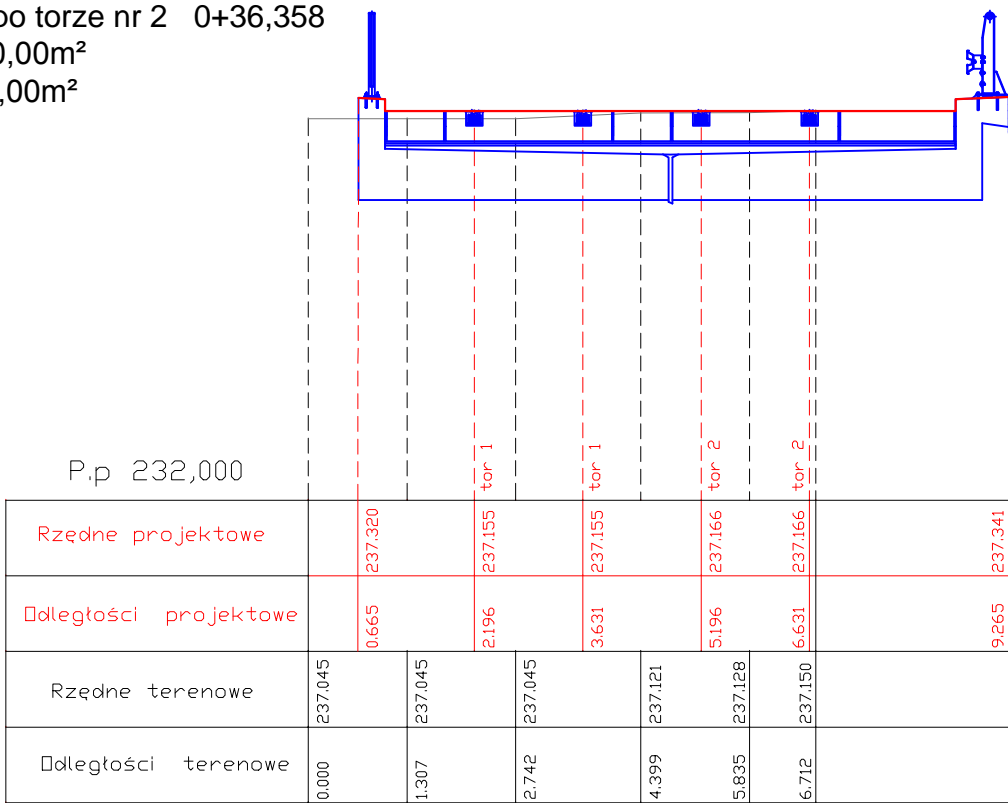 po torze nr 2 0+36,358
0,00m²
,00m²
P.p 232,000
tor 1
tor 1
tor 2
tor 2
Rzędne projektowe 237.320 237.155 237.155 237.166 237.166 237.341
Odległości projektowe 0.665 2.196 3.631 5.196 6.631 9.265
Rzędne terenowe 237.045 237.045 237.045 237.121 237.128 237.150
Odległości terenowe 0.000 1.307 2.742 4.399 5.835 6.712